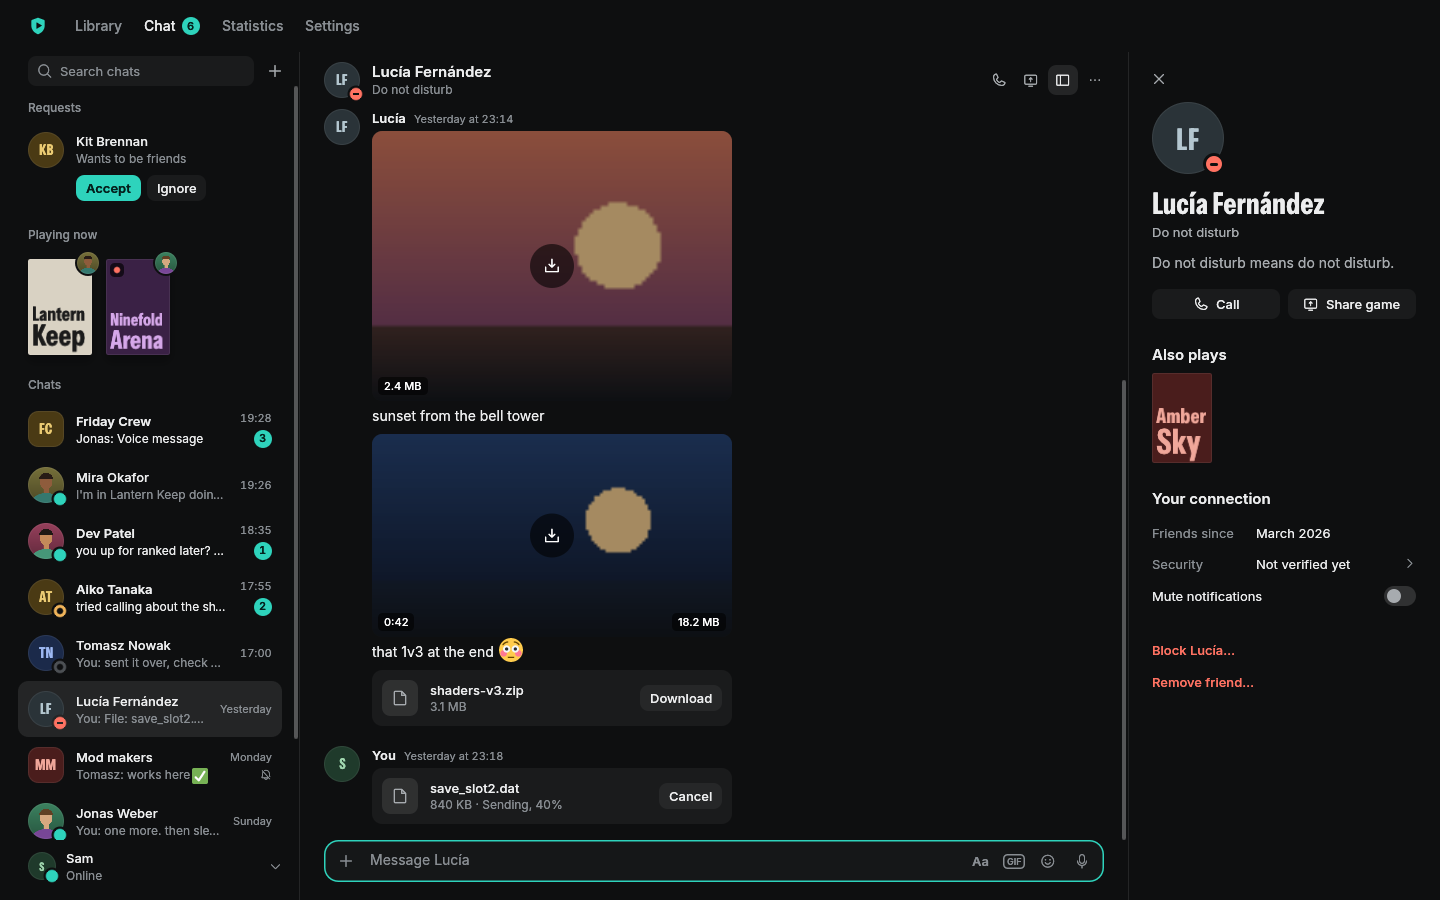 Library
Chat 6
Statistics
Settings
Search chats
Requests
KB
Kit Brennan
Wants to be friends
Accept
Ignore
Playing now
Lantern
Keep
Ninefold
Arena
Chats
FC
Friday Crew
19:28
Jonas: Voice message
3
Mira Okafor
I'm in Lantern Keep doin...
19:26
Dev Patel
18:35
you up for ranked later? ...
1
AT
Aiko Tanaka
17:55
tried calling about the sh...
2
TN
Tomasz Nowak
You: sent it over, check ...
17:00
LF
Lucía Fernández
You: File: save_slot2....
Yesterday
MM
Mod makers
Monday
Tomasz: works here ✅
Jonas Weber
You: one more. then sle...
Sunday
S
Sam
Online
LF
Lucía Fernández
Do not disturb
LF
Lucía Yesterday at 23:14
2.4 MB
sunset from the bell tower
0:42
18.2 MB
that 1v3 at the end 😳
shaders-v3.zip
3.1 MB
Download
S
You Yesterday at 23:18
save_slot2.dat
840 KB · Sending, 40%
Cancel
Message Lucía
Aa
GIF
LF
Lucía Fernández
Do not disturb
Do not disturb means do not disturb.
Call
Share game
Also plays
Amber
Sky
Your connection
Friends since March 2026
Security Not verified yet
Mute notifications
Block Lucía...
Remove friend...